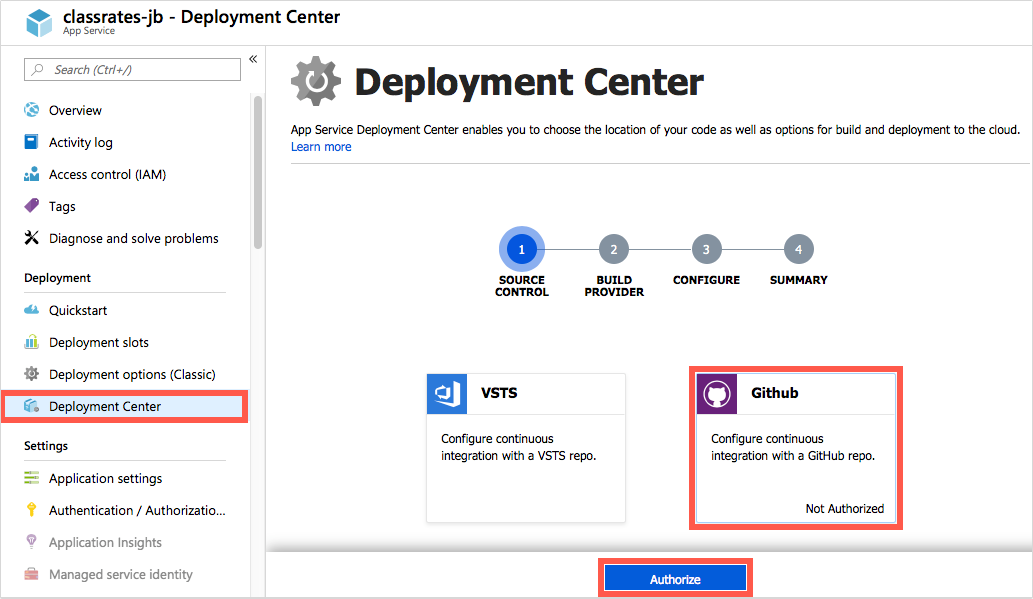 classrates-jb - Deployment Center
App Service
Search (Ctrl+/)
«
Overview
Activity log
Access control (IAM)
Tags
Diagnose and solve problems
Deployment
Quickstart
Deployment slots
Deployment options (Classic)
Deployment Center
Settings
Application settings
Authentication / Authorizatio...
Application Insights
Managed service identity
Deployment Center
App Service Deployment Center enables you to choose the location of your code as well as options for build and deployment to the cloud.
Learn more
1 2 3 4
SOURCE BUILD CONFIGURE SUMMARY
CONTROL PROVIDER
VSTS
Configure continuous
integration with a VSTS repo.
Github
Configure continuous
integration with a GitHub repo.
Not Authorized
Authorize